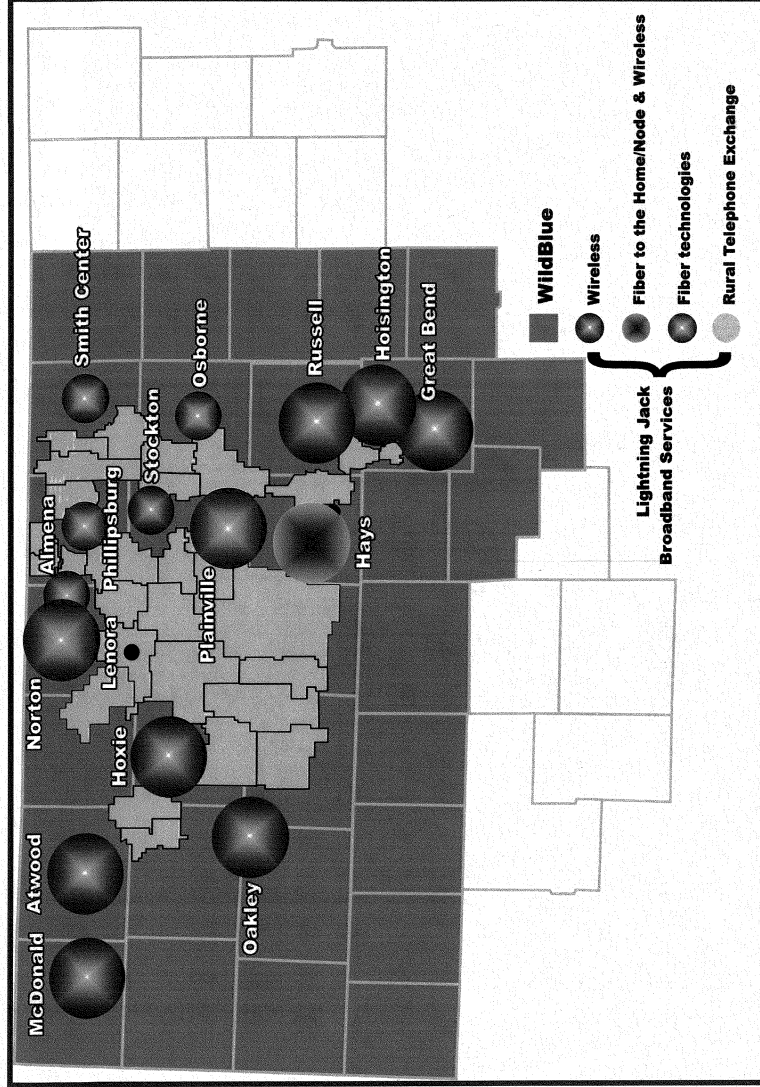 McDonald
Atwood
Norton
Almena
Phillipsburg
Smith Center
Lenora
Stockton
Hoxie
Osborne
Plainville
Oakley
Hays
Russell
Hoisington
Great Bend
WildBlue
Wireless
Fiber to the Home/Node & Wireless
Fiber technologies
Rural Telephone Exchange
Lightning Jack
Broadband Services